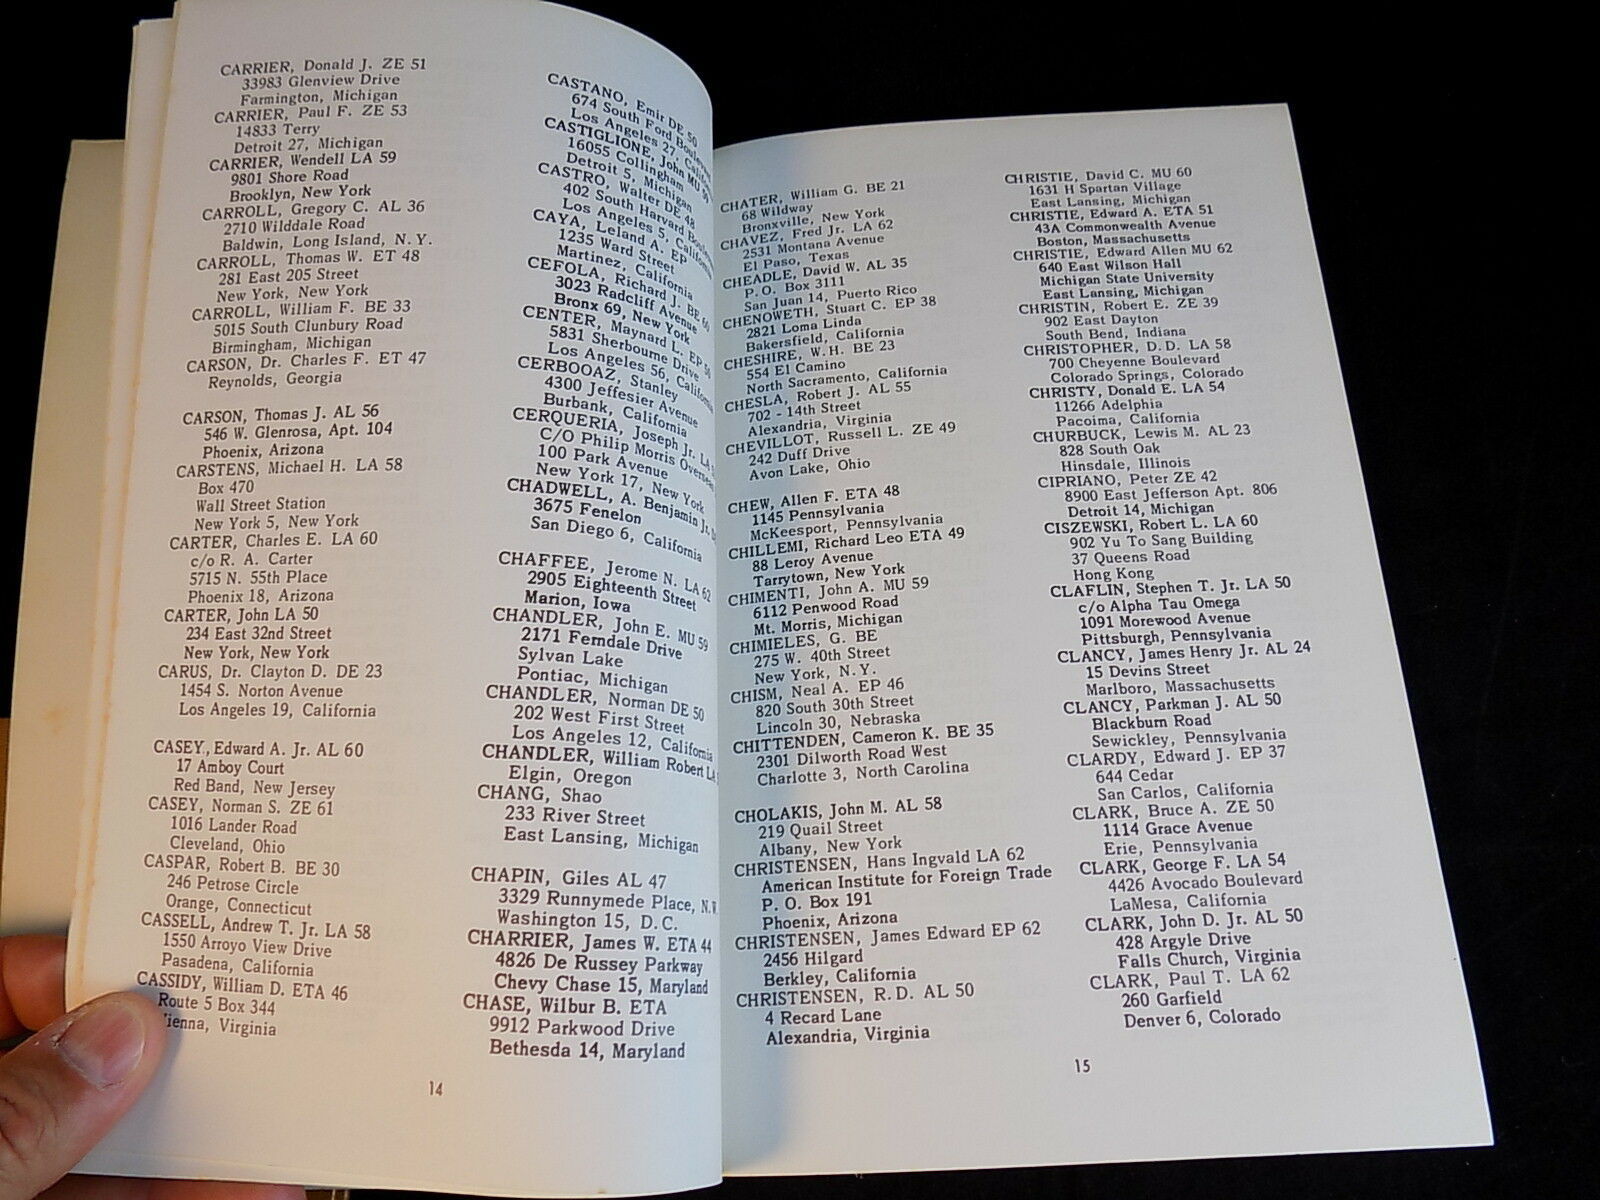 CARRIER, Donald J. ZE 51
33983 Glenview Drive
Farmington, Michigan
CARRIER, Paul F. ZE 53
14833 Terry
Detroit 27, Michigan
CARRIER, Wendell LA 59
9801 Shore Road
Brooklyn, New York
CARROLL, Gregory C. AL 36
2710 Wilddale Road
Baldwin, Long Island, N. Y.
CARROLL, Thomas W. ET 48
281 East 205 Street
New York, New York
CARROLL, William F. BE 33
5015 South Clunbury Road
Birmingham, Michigan
CARSON, Dr. Charles F. ET 47
Reynolds, Georgia
CARSON, Thomas J. AL 56
546 W. Glenrosa, Apt. 104
Phoenix, Arizona
CARSTENS, Michael H. LA 58
Box 470
Wall Street Station
New York 5, New York
CARTER, Charles E. LA 60
c/o R. A. Carter
5715 N. 55th Place
Phoenix 18, Arizona
CARTER, John LA 50
234 East 32nd Street
New York, New York
CARUS, Dr. Clayton D. DE 23
1454 S. Norton Avenue
Los Angeles 19, California
CASEY, Edward A. Jr. AL 60
17 Amboy Court
Red Band, New Jersey
CASEY, Norman S. ZE 61
1016 Lander Road
Cleveland, Ohio
CASPAR, Robert B. BE 30
246 Petrose Circle
Orange, Connecticut
CASSELL, Andrew T. Jr. LA 58
1550 Arroyo View Drive
Pasadena, California
CASSIDY, William D. ETA 46
Route 5 Box 344
Vienna, Virginia
CASTANO, Emir DE 50
674 South Ford
Los Angeles 27,
CASTIGLIONE, John MU
16055 Collingham
Detroit 5, Michigan
CASTRO, Walter DE 48
402 South Harvard
Los Angeles 5, California
CAYA, Leland A. EP
1235 Ward Street
Martinez, California
CEFOLA, Richard J. BE 60
3023 Radcliff Avenue
Bronx 69, New York
CENTER, Maynard L. EP 50
5831 Sherbourne Drive
Los Angeles 56,
CERBOOAZ, Stanley
4300 Jeffesier Avenue
Burbank, California
CERQUERIA, Joseph Jr. LA
C/O Philip Morris
100 Park Avenue
New York 17, New York
CHADWELL, A. Benjamin Jr.
3675 Fenelon
San Diego 6, California
CHAFFEE, Jerome N. LA 62
2905 Eighteenth Street
Marion, Iowa
CHANDLER, John E. MU 59
2171 Ferndale Drive
Sylvan Lake
Pontiac, Michigan
CHANDLER, Norman DE 50
202 West First Street
Los Angeles 12, California
CHANDLER, William Robert LA
Elgin, Oregon
CHANG, Shao
233 River Street
East Lansing, Michigan
CHAPIN, Giles AL 47
3329 Runnymede Place, N.W.
Washington 15, D.C.
CHARRIER, James W. ETA 44
4826 De Russey Parkway
Chevy Chase 15, Maryland
CHASE, Wilbur B. ETA
9912 Parkwood Drive
Bethesda 14, Maryland
14
CHATER, William G. BE 21
68 Wildway
Bronxville, New York
CHAVEZ, Fred Jr. LA 62
2531 Montana Avenue
El Paso, Texas
CHEADLE, David W. AL 35
P. O. Box 3111
San Juan 14, Puerto Rico
CHENOWETH, Stuart C. EP 38
2821 Loma Linda
Bakersfield, California
CHESHIRE, W. H. BE 23
554 El Camino
North Sacramento, California
CHESLA, Robert J. AL 55
702 - 14th Street
Alexandria, Virginia
CHEVILLOT, Russell L. ZE 49
242 Duff Drive
Avon Lake, Ohio
CHEW, Allen F. ETA 48
1145 Pennsylvania
McKeesport, Pennsylvania
CHILLEMI, Richard Leo ETA 49
88 Leroy Avenue
Tarrytown, New York
CHIMENTI, John A. MU 59
6112 Penwood Road
Mt. Morris, Michigan
CHIMIELES, G. BE
275 W. 40th Street
New York, N. Y.
CHISM, Neal A. EP 46
820 South 30th Street
Lincoln 30, Nebraska
CHITTENDEN, Cameron K. BE 35
2301 Dilworth Road West
Charlotte 3, North Carolina
CHOLAKIS, John M. AL 58
219 Quail Street
Albany, New York
CHRISTENSEN, Hans Ingvald LA 62
American Institute for Foreign Trade
P. O. Box 191
Phoenix, Arizona
CHRISTENSEN, James Edward EP 62
2456 Hilgard
Berkley, California
CHRISTENSEN, R.D. AL 50
4 Recard Lane
Alexandria, Virginia
CHRISTIE, David C. MU 60
1631 H Spartan Village
East Lansing, Michigan
CHRISTIE, Edward A. ETA 51
43A Commonwealth Avenue
Boston, Massachusetts
CHRISTIE, Edward Allen MU 62
640 East Wilson Hall
Michigan State University
East Lansing, Michigan
CHRISTIN, Robert E. ZE 39
902 East Dayton
South Bend, Indiana
CHRISTOPHER, D.D. LA 58
700 Cheyenne Boulevard
Colorado Springs, Colorado
CHRISTY, Donald E. LA 54
11266 Adelphia
Pacoima, California
CHURBUCK, Lewis M. AL 23
828 South Oak
Hinsdale, Illinois
CIPRIANO, Peter ZE 42
8900 East Jefferson Apt. 806
Detroit 14, Michigan
CISZEWSKI, Robert L. LA 60
902 Yu To Sang Building
37 Queens Road
Hong Kong
CLAFLIN, Stephen T. Jr. LA 50
c/o Alpha Tau Omega
1091 Morewood Avenue
Pittsburgh, Pennsylvania
CLANCY, James Henry Jr. AL 24
15 Devins Street
Marlboro, Massachusetts
CLANCY, Parkman J. AL 50
Blackburn Road
Sewickley, Pennsylvania
CLARDY, Edward J. EP 37
644 Cedar
San Carlos, California
CLARK, Bruce A. ZE 50
1114 Grace Avenue
Erie, Pennsylvania
CLARK, George F. LA 54
4426 Avocado Boulevard
LaMesa, California
CLARK, John D. Jr. AL 50
428 Argyle Drive
Falls Church, Virginia
CLARK, Paul T. LA 62
260 Garfield
Denver 6, Colorado
15